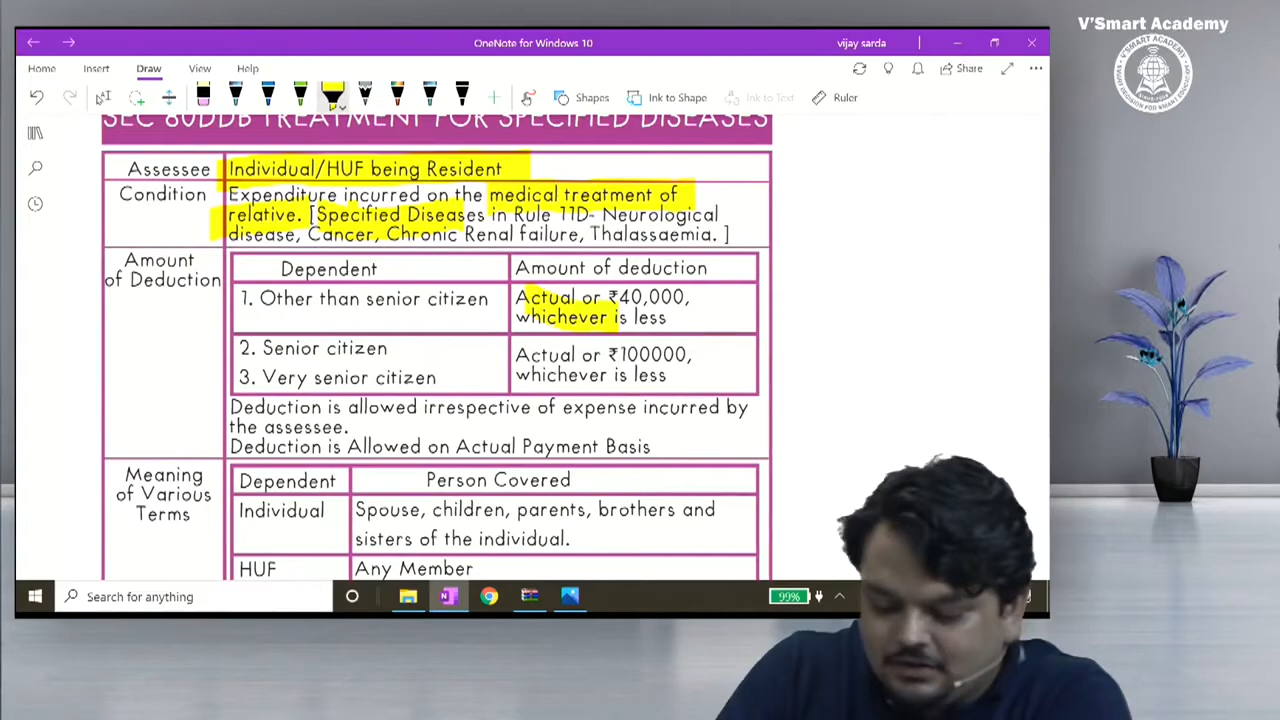 V'Smart Academy
OneNote for Windows 10
vijay sarda
Home Insert Draw View Help
Share
Shapes Ink to Shape Ink to Text Ruler
SEC 80DDB TREATMENT FOR SPECIFIED DISEASES
Assessee Individual/HUF being Resident
Condition Expenditure incurred on the medical treatment of
relative. [Specified Diseases in Rule 11D- Neurological
disease, Cancer, Chronic Renal failure, Thalassaemia. ]
Amount
of Deduction
Dependent Amount of deduction
1. Other than senior citizen Actual or ₹40,000,
whichever is less
2. Senior citizen
3. Very senior citizen
Actual or ₹100000,
whichever is less
Deduction is allowed irrespective of expense incurred by
the assessee.
Deduction is Allowed on Actual Payment Basis
Meaning
of Various
Terms
Dependent Person Covered
Individual Spouse, children, parents, brothers and
sisters of the individual.
HUF Any Member
Search for anything
99%